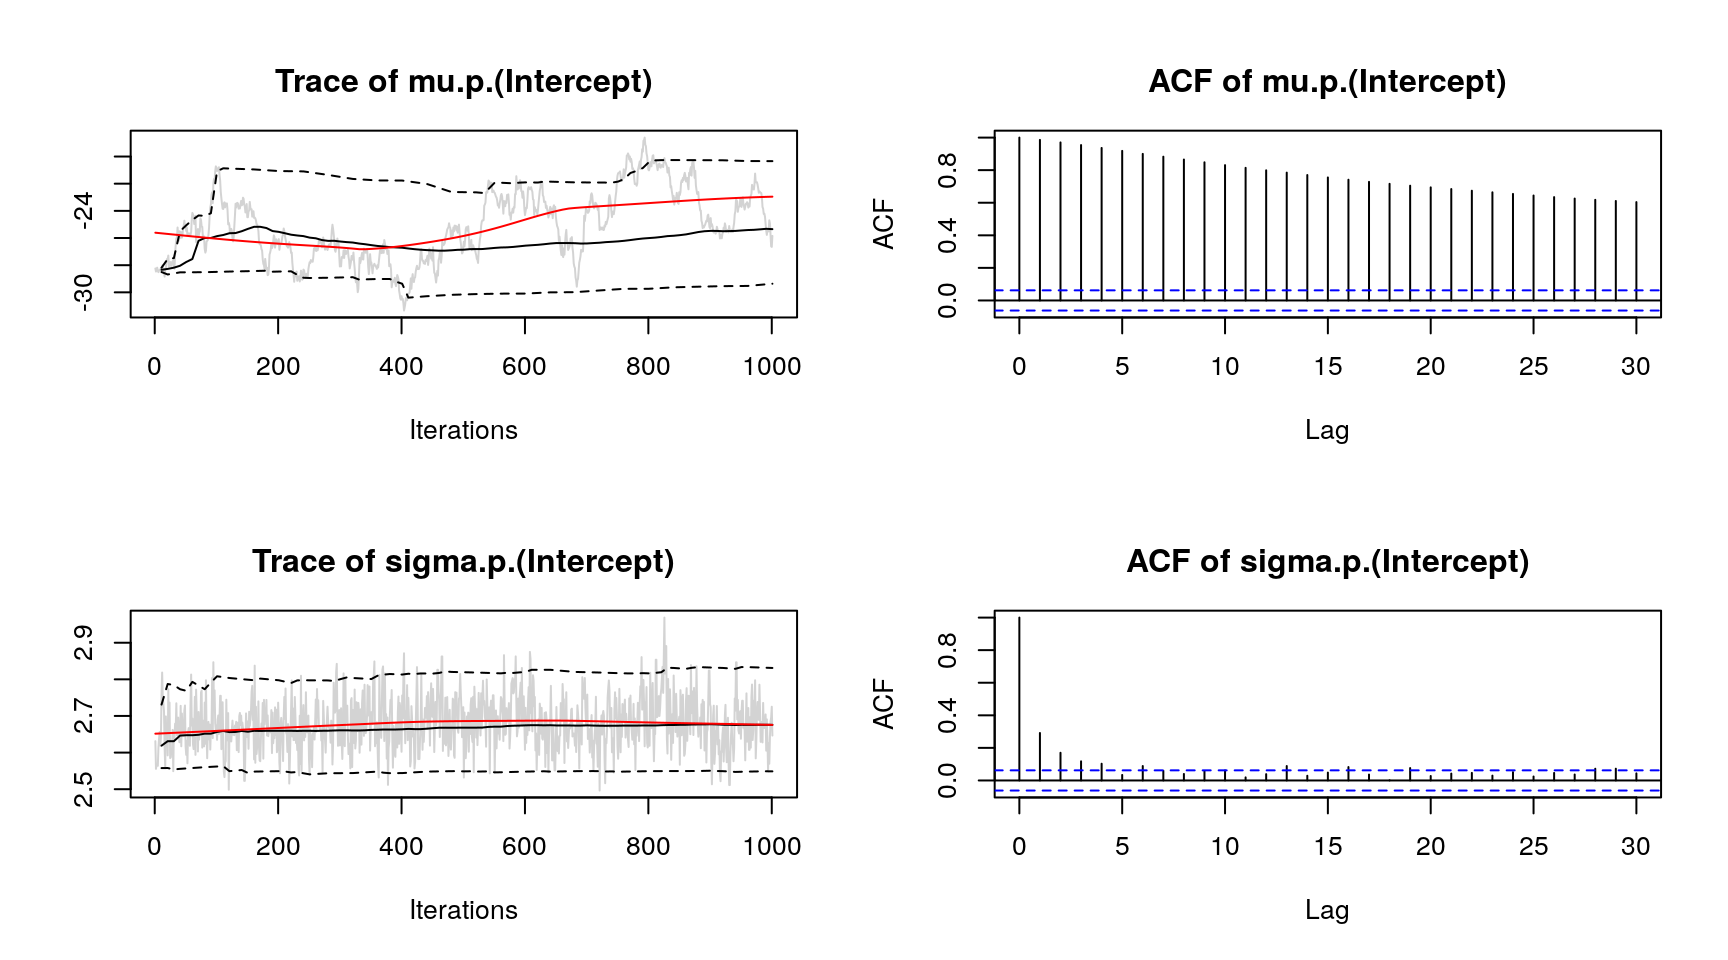 Trace of mu.p.(Intercept)
-30 -24
0 200 400 600 800 1000
Iterations
ACF of mu.p.(Intercept)
ACF
0.0 0.4 0.8
0 5 10 15 20 25 30
Lag
Trace of sigma.p.(Intercept)
2.5 2.7 2.9
0 200 400 600 800 1000
Iterations
ACF of sigma.p.(Intercept)
ACF
0.0 0.4 0.8
0 5 10 15 20 25 30
Lag